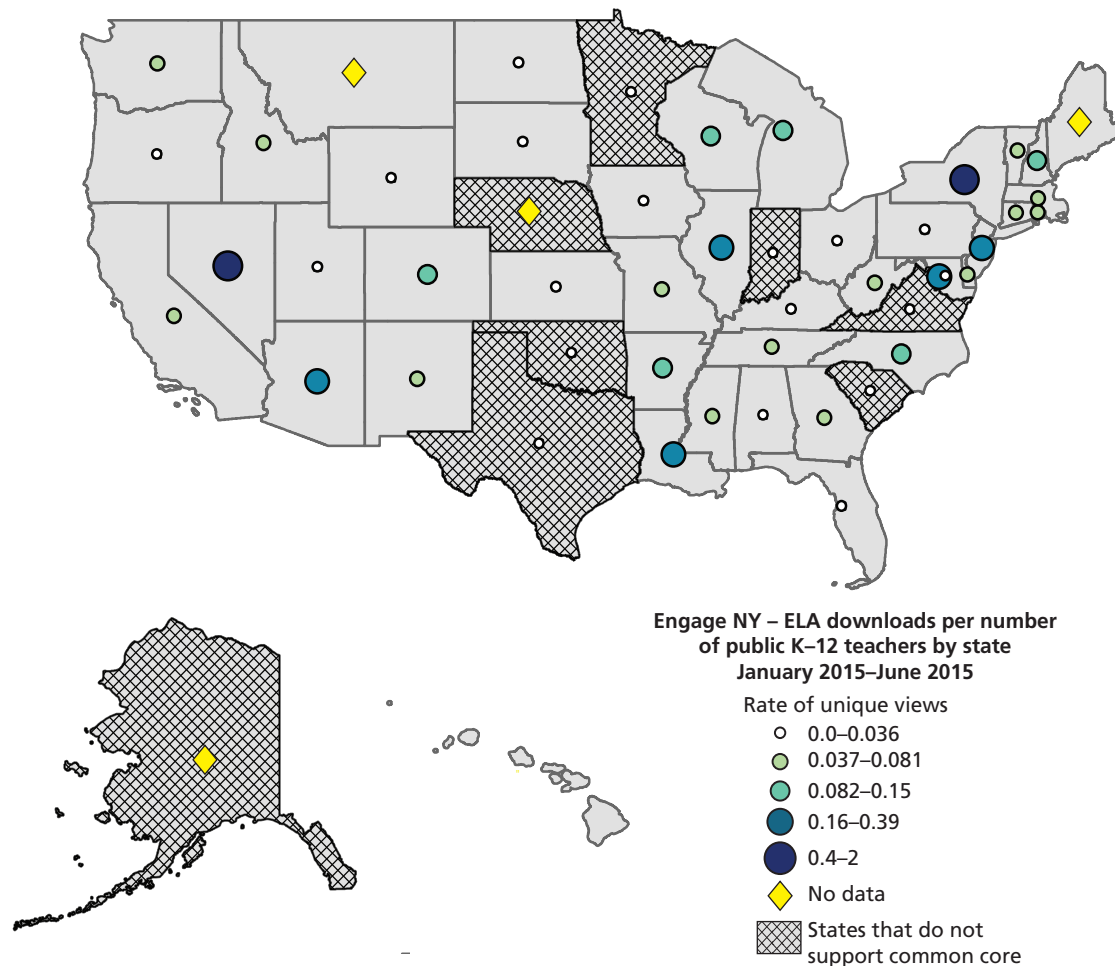 Engage NY – ELA downloads per number
of public K–12 teachers by state
January 2015–June 2015
Rate of unique views
0.0–0.036
0.037–0.081
0.082–0.15
0.16–0.39
0.4–2
No data
States that do not
support common core